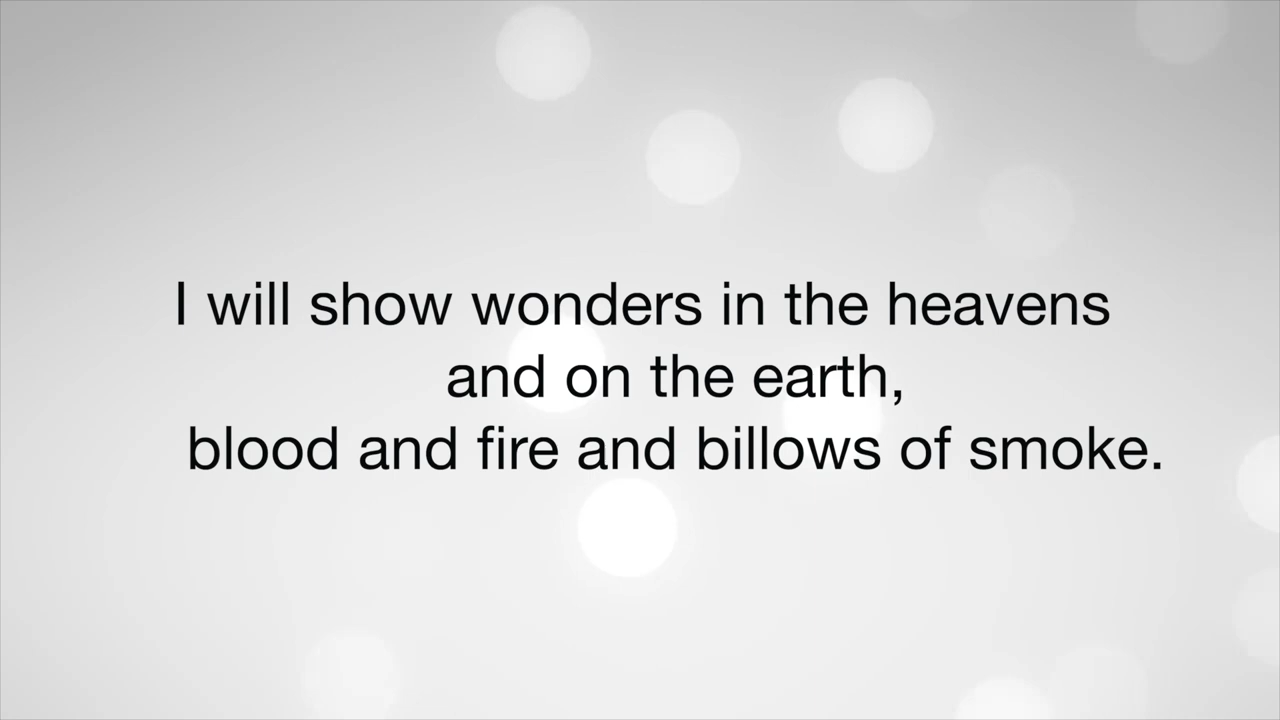 I will show wonders in the heavens
and on the earth,
blood and fire and billows of smoke.